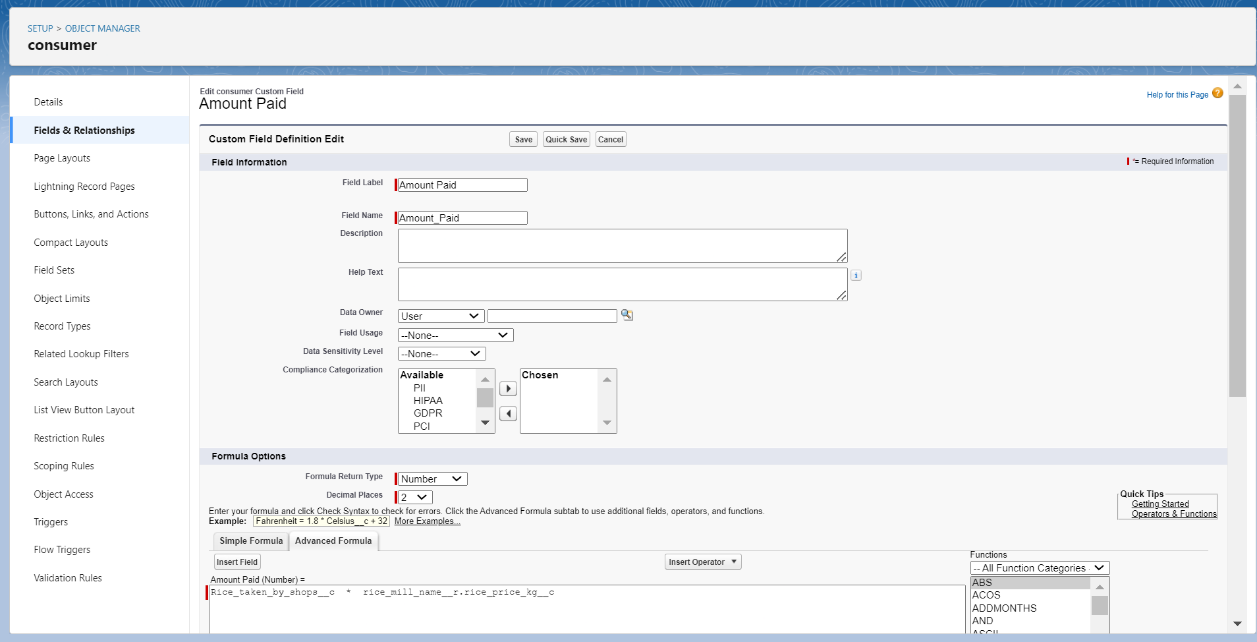 SETUP > OBJECT MANAGER
consumer
Details
Fields & Relationships
Page Layouts
Lightning Record Pages
Buttons, Links, and Actions
Compact Layouts
Field Sets
Object Limits
Record Types
Related Lookup Filters
Search Layouts
List View Button Layout
Restriction Rules
Scoping Rules
Object Access
Triggers
Flow Triggers
Validation Rules
Edit consumer Custom Field
Amount Paid
Help for this Page ?
Custom Field Definition Edit Save Quick Save Cancel
Field Information *= Required Information
Field Label Amount Paid
Field Name Amount_Paid
Description
Help Text i
Data Owner User
Field Usage --None--
Data Sensitivity Level --None--
Compliance Categorization Available Chosen
PII
HIPAA
GDPR
PCI
Formula Options
Formula Return Type Number
Decimal Places 2
Enter your formula and click Check Syntax to check for errors. Click the Advanced Formula subtab to use additional fields, operators, and functions.
Example: Fahrenheit = 1.8 * Celsius__c + 32 More Examples...
Quick Tips
Getting Started
Operators & Functions
Simple Formula Advanced Formula
Insert Field Insert Operator
Functions
-- All Function Categories
Amount Paid (Number) =
Rice_taken_by_shops__c * rice_mill_name__r.rice_price_kg__c
ABS
ACOS
ADDMONTHS
AND
ASCII